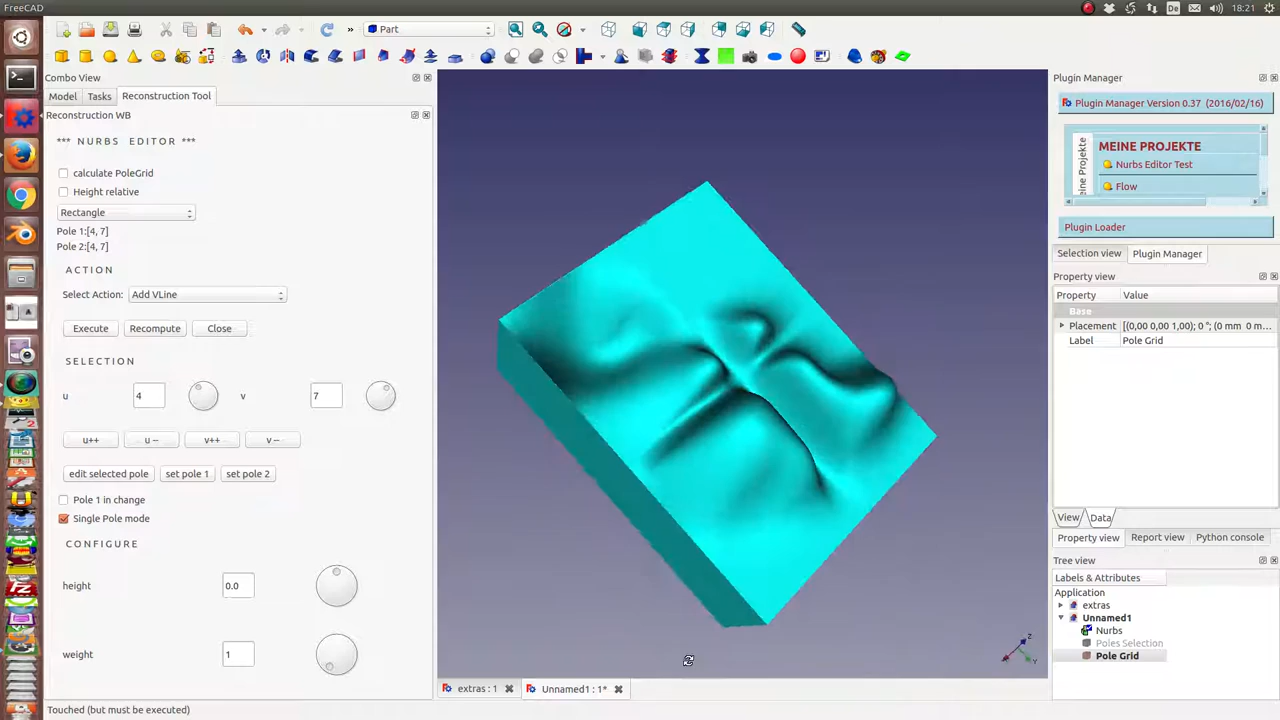 FreeCAD
De
18:21
Part
Combo View
Model Tasks Reconstruction Tool
Reconstruction WB
*** NURBS EDITOR ***
calculate PoleGrid
Height relative
Rectangle
Pole 1:[4, 7]
Pole 2:[4, 7]
ACTION
Select Action: Add VLine
Execute Recompute Close
SELECTION
u 4 v 7
u++ u -- v++ v --
edit selected pole set pole 1 set pole 2
Pole 1 in change
Single Pole mode
CONFIGURE
height 0.0
weight 1
Touched (but must be executed)
extras : 1
Unnamed1 : 1*
Z
Y
Plugin Manager
Plugin Manager Version 0.37 (2016/02/16)
eine Projekte
MEINE PROJEKTE
Nurbs Editor Test
Flow
Plugin Loader
Selection view Plugin Manager
Property view
Property Value
Base
Placement [(0,00 0,00 1,00); 0 °; (0 mm 0 m...
Label Pole Grid
View Data
Property view Report view Python console
Tree view
Labels & Attributes
Application
extras
Unnamed1
Nurbs
Poles Selection
Pole Grid